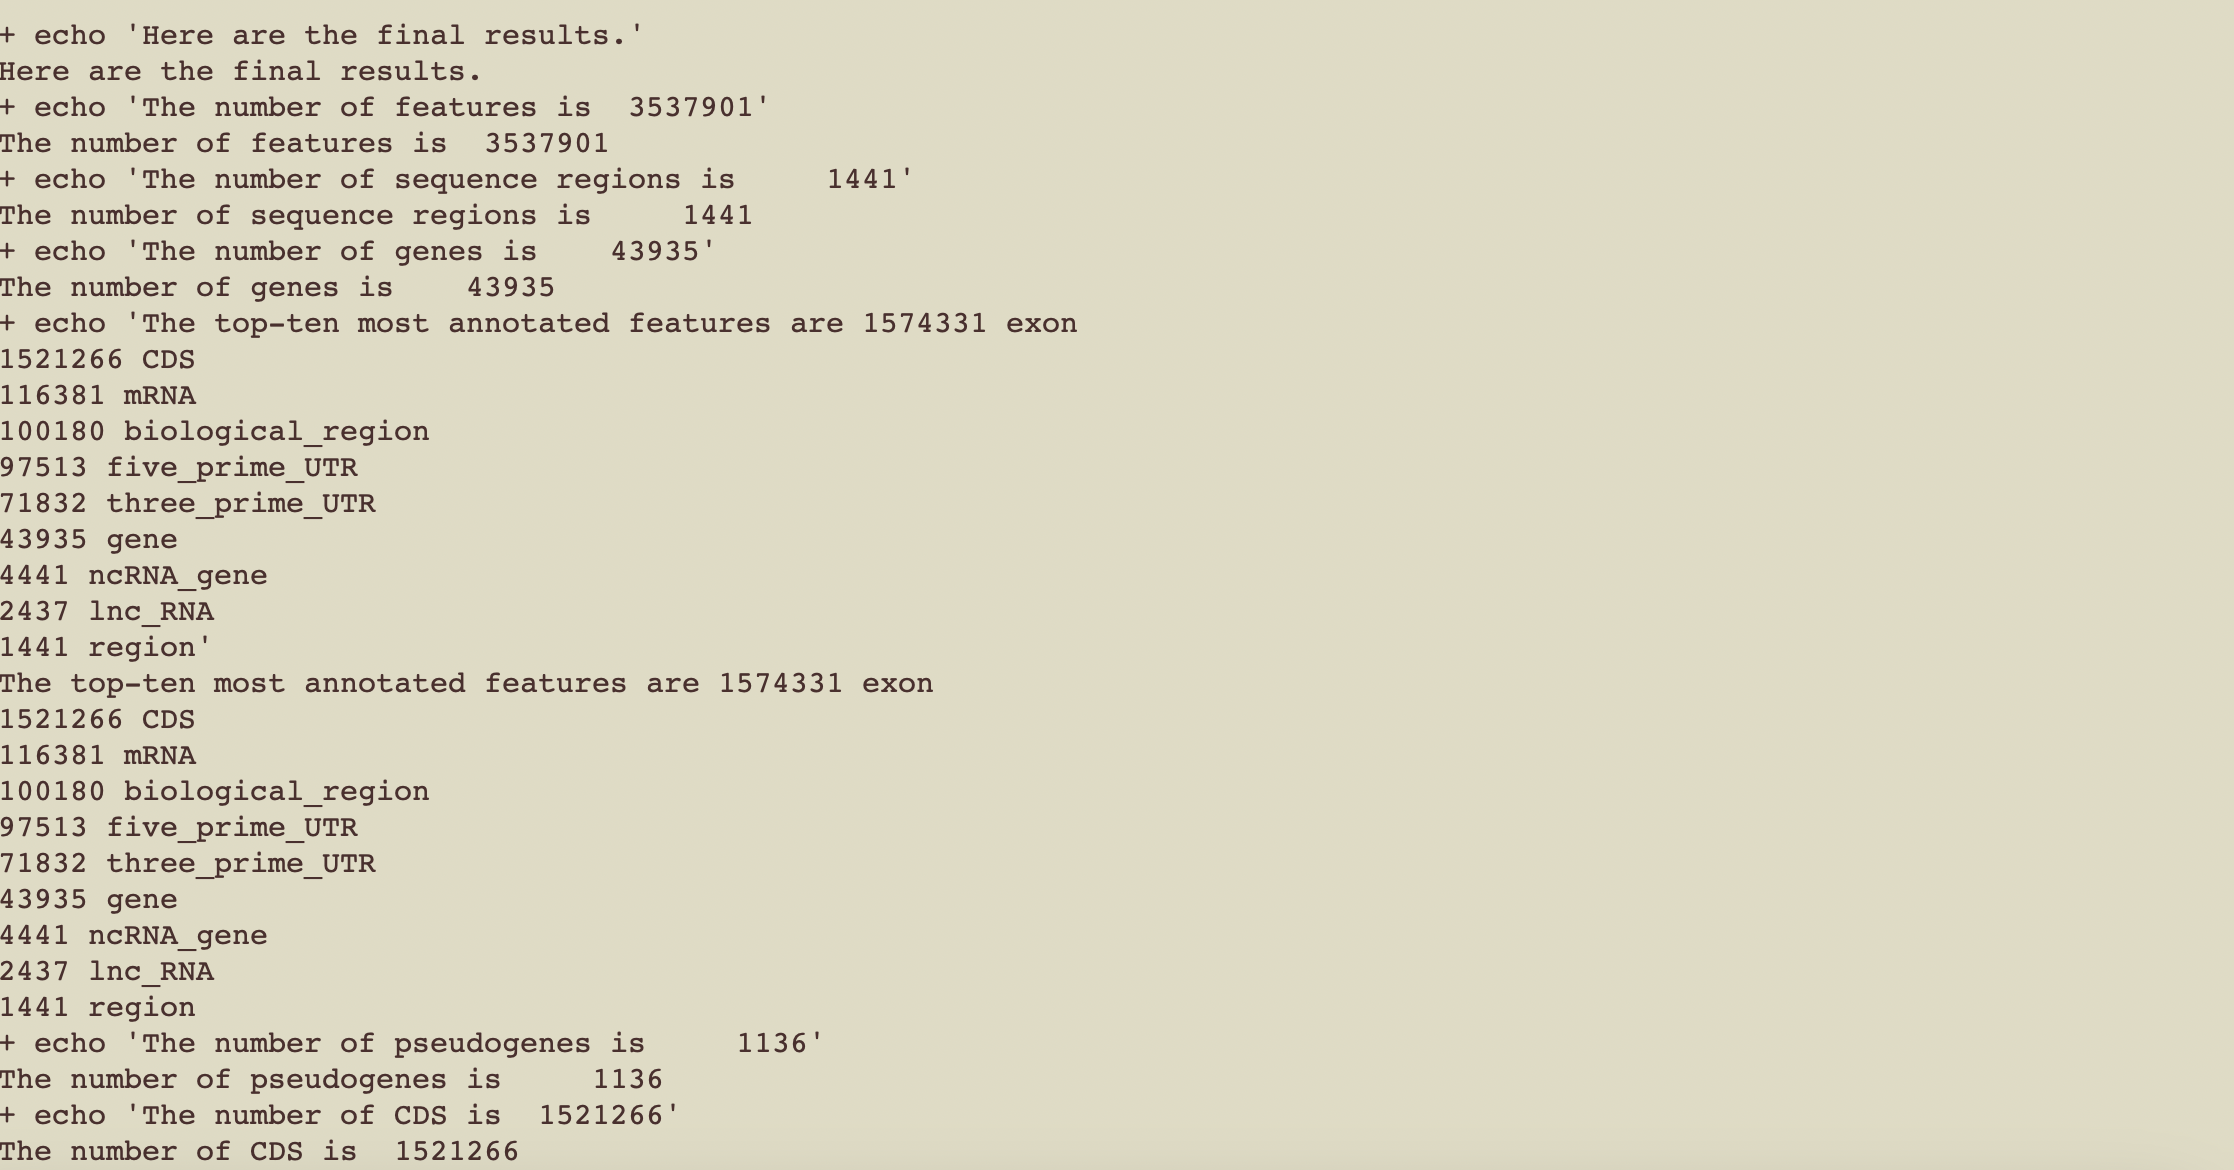 + echo 'Here are the final results.'
Here are the final results.
+ echo 'The number of features is  3537901'
The number of features is  3537901
+ echo 'The number of sequence regions is     1441'
The number of sequence regions is     1441
+ echo 'The number of genes is    43935'
The number of genes is    43935
+ echo 'The top-ten most annotated features are 1574331 exon
1521266 CDS
116381 mRNA
100180 biological_region
97513 five_prime_UTR
71832 three_prime_UTR
43935 gene
4441 ncRNA_gene
2437 lnc_RNA
1441 region'
The top-ten most annotated features are 1574331 exon
1521266 CDS
116381 mRNA
100180 biological_region
97513 five_prime_UTR
71832 three_prime_UTR
43935 gene
4441 ncRNA_gene
2437 lnc_RNA
1441 region
+ echo 'The number of pseudogenes is     1136'
The number of pseudogenes is     1136
+ echo 'The number of CDS is  1521266'
The number of CDS is  1521266